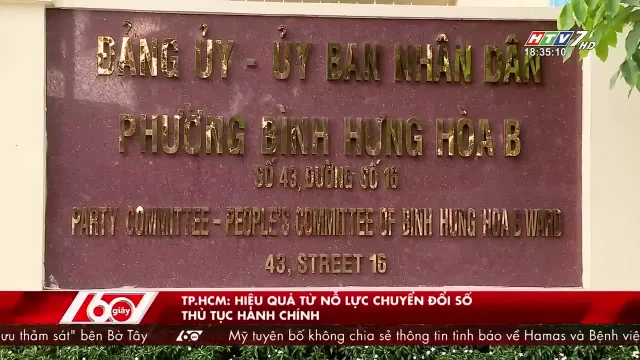 HTV7 HD
18:35:10
ĐẢNG ỦY - ỦY BAN NHÂN DÂN
PHƯỜNG BÌNH HƯNG HÒA B
SỐ 43, ĐƯỜNG SỐ 16
PARTY COMMITTEE - PEOPLE'S COMMITTEE OF BINH HUNG HOA B WARD
43, STREET 16
60 giây
TP.HCM: HIỆU QUẢ TỪ NỖ LỰC CHUYỂN ĐỔI SỐ
THỦ TỤC HÀNH CHÍNH
ưu thảm sát" bên Bờ Tây Mỹ tuyên bố không chia sẻ thông tin tình báo về Hamas và Bệnh viện